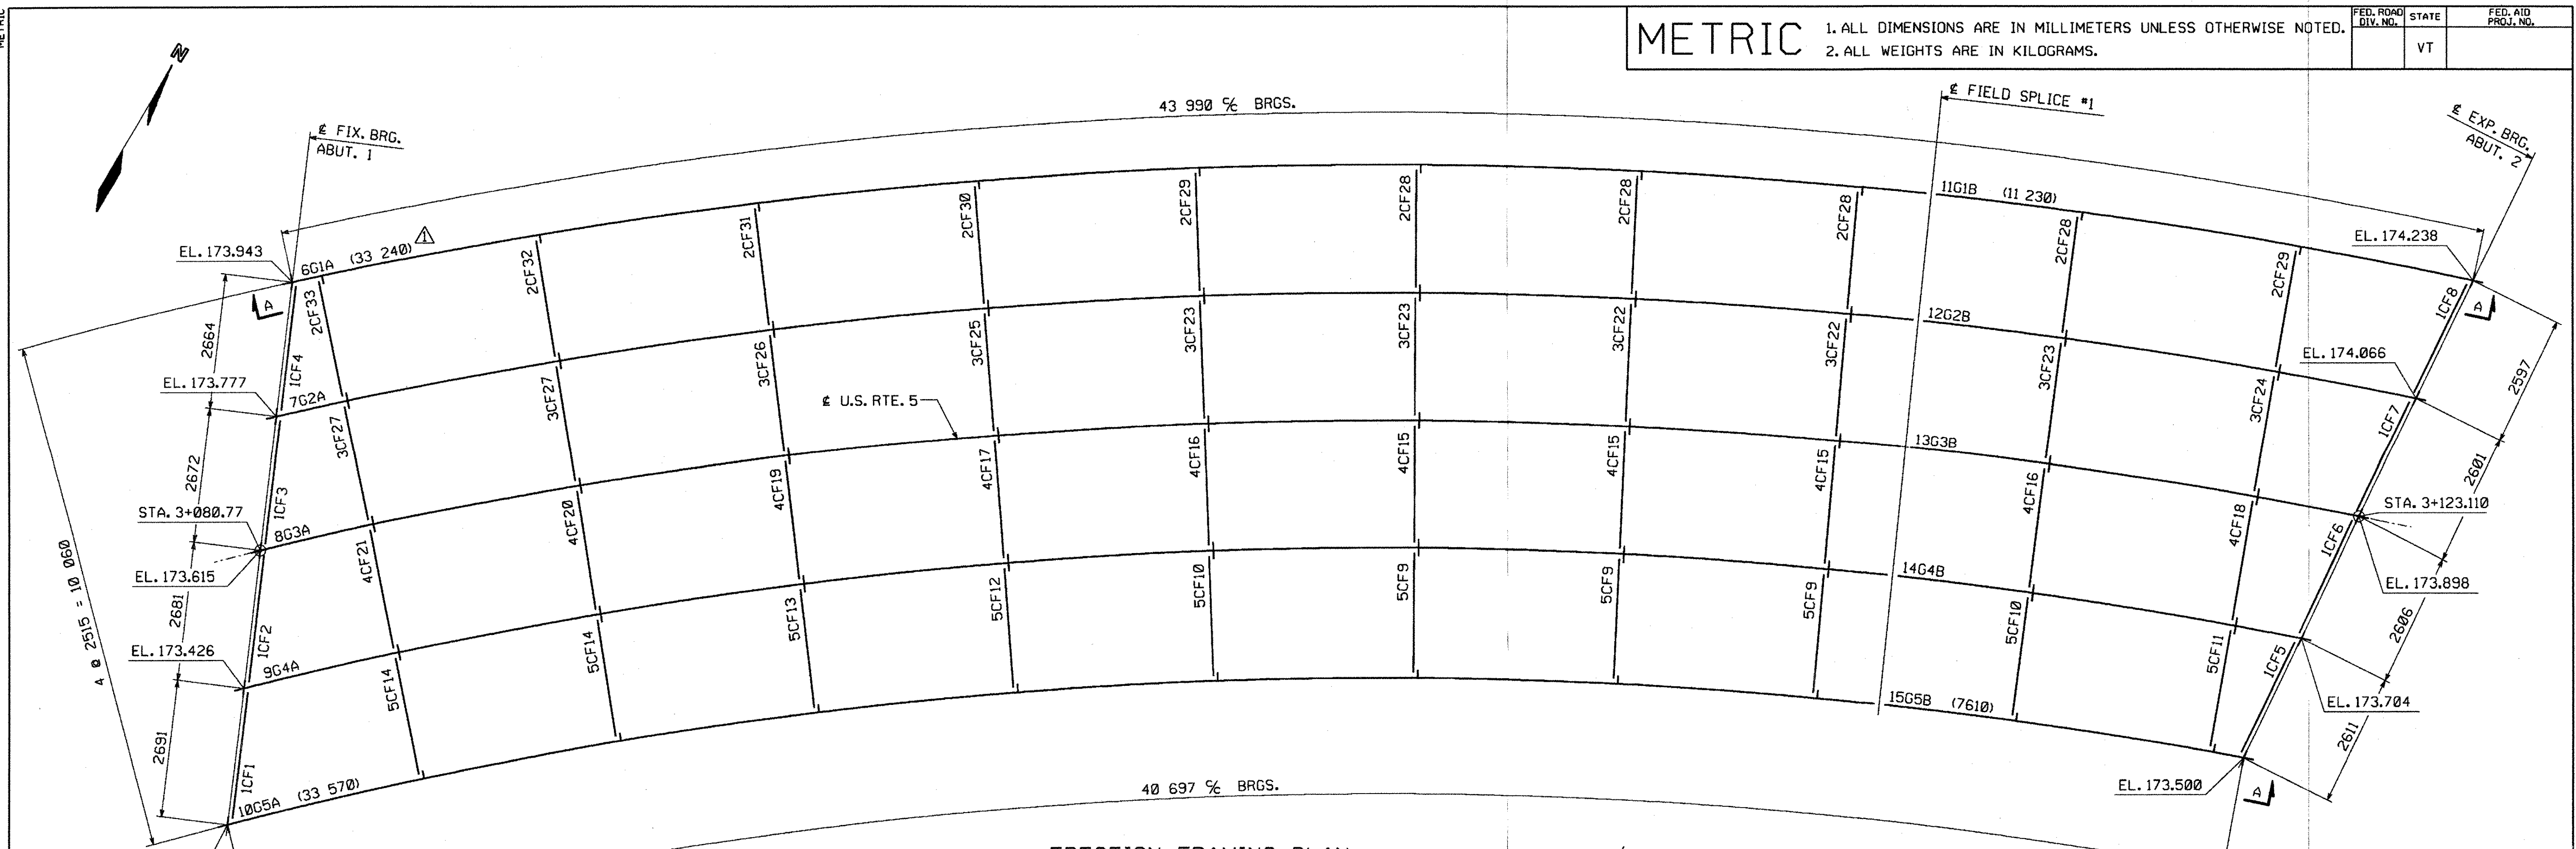 METRIC
METRIC
1. ALL DIMENSIONS ARE IN MILLIMETERS UNLESS OTHERWISE NOTED.
2. ALL WEIGHTS ARE IN KILOGRAMS.
FED. ROAD DIV. NO.
STATE
FED. AID PROJ. NO.
VT
N
43 990 C/C BRGS.
℄ FIELD SPLICE #1
℄ FIX. BRG.
ABUT. 1
℄ EXP. BRG.
ABUT. 2
EL. 173.943
6G1A (33 240)
1
A
11G1B (11 230)
EL. 174.238
2CF33
2CF32
2CF31
2CF30
2CF29
2CF28
2CF28
2CF28
2CF28
2CF29
1CF8
A
2664
1CF4
EL. 173.777
7G2A
12G2B
EL. 174.066
3CF27
3CF27
3CF26
3CF25
3CF23
3CF23
3CF22
3CF22
3CF23
3CF24
1CF7
2597
℄ U.S. RTE. 5
2672
1CF3
STA. 3+080.77
8G3A
13G3B
STA. 3+123.110
2601
EL. 173.615
4CF21
4CF20
4CF19
4CF17
4CF16
4CF15
4CF15
4CF15
4CF16
4CF18
1CF6
EL. 173.898
4 @ 2515 = 10 060
2681
1CF2
EL. 173.426
9G4A
14G4B
2606
5CF14
5CF14
5CF13
5CF12
5CF10
5CF9
5CF9
5CF9
5CF10
5CF11
1CF5
EL. 173.704
2691
1CF1
10G5A (33 570)
15G5B (7610)
2611
EL. 173.500
A
40 697 C/C BRGS.
ERECTION FRAMING PLAN